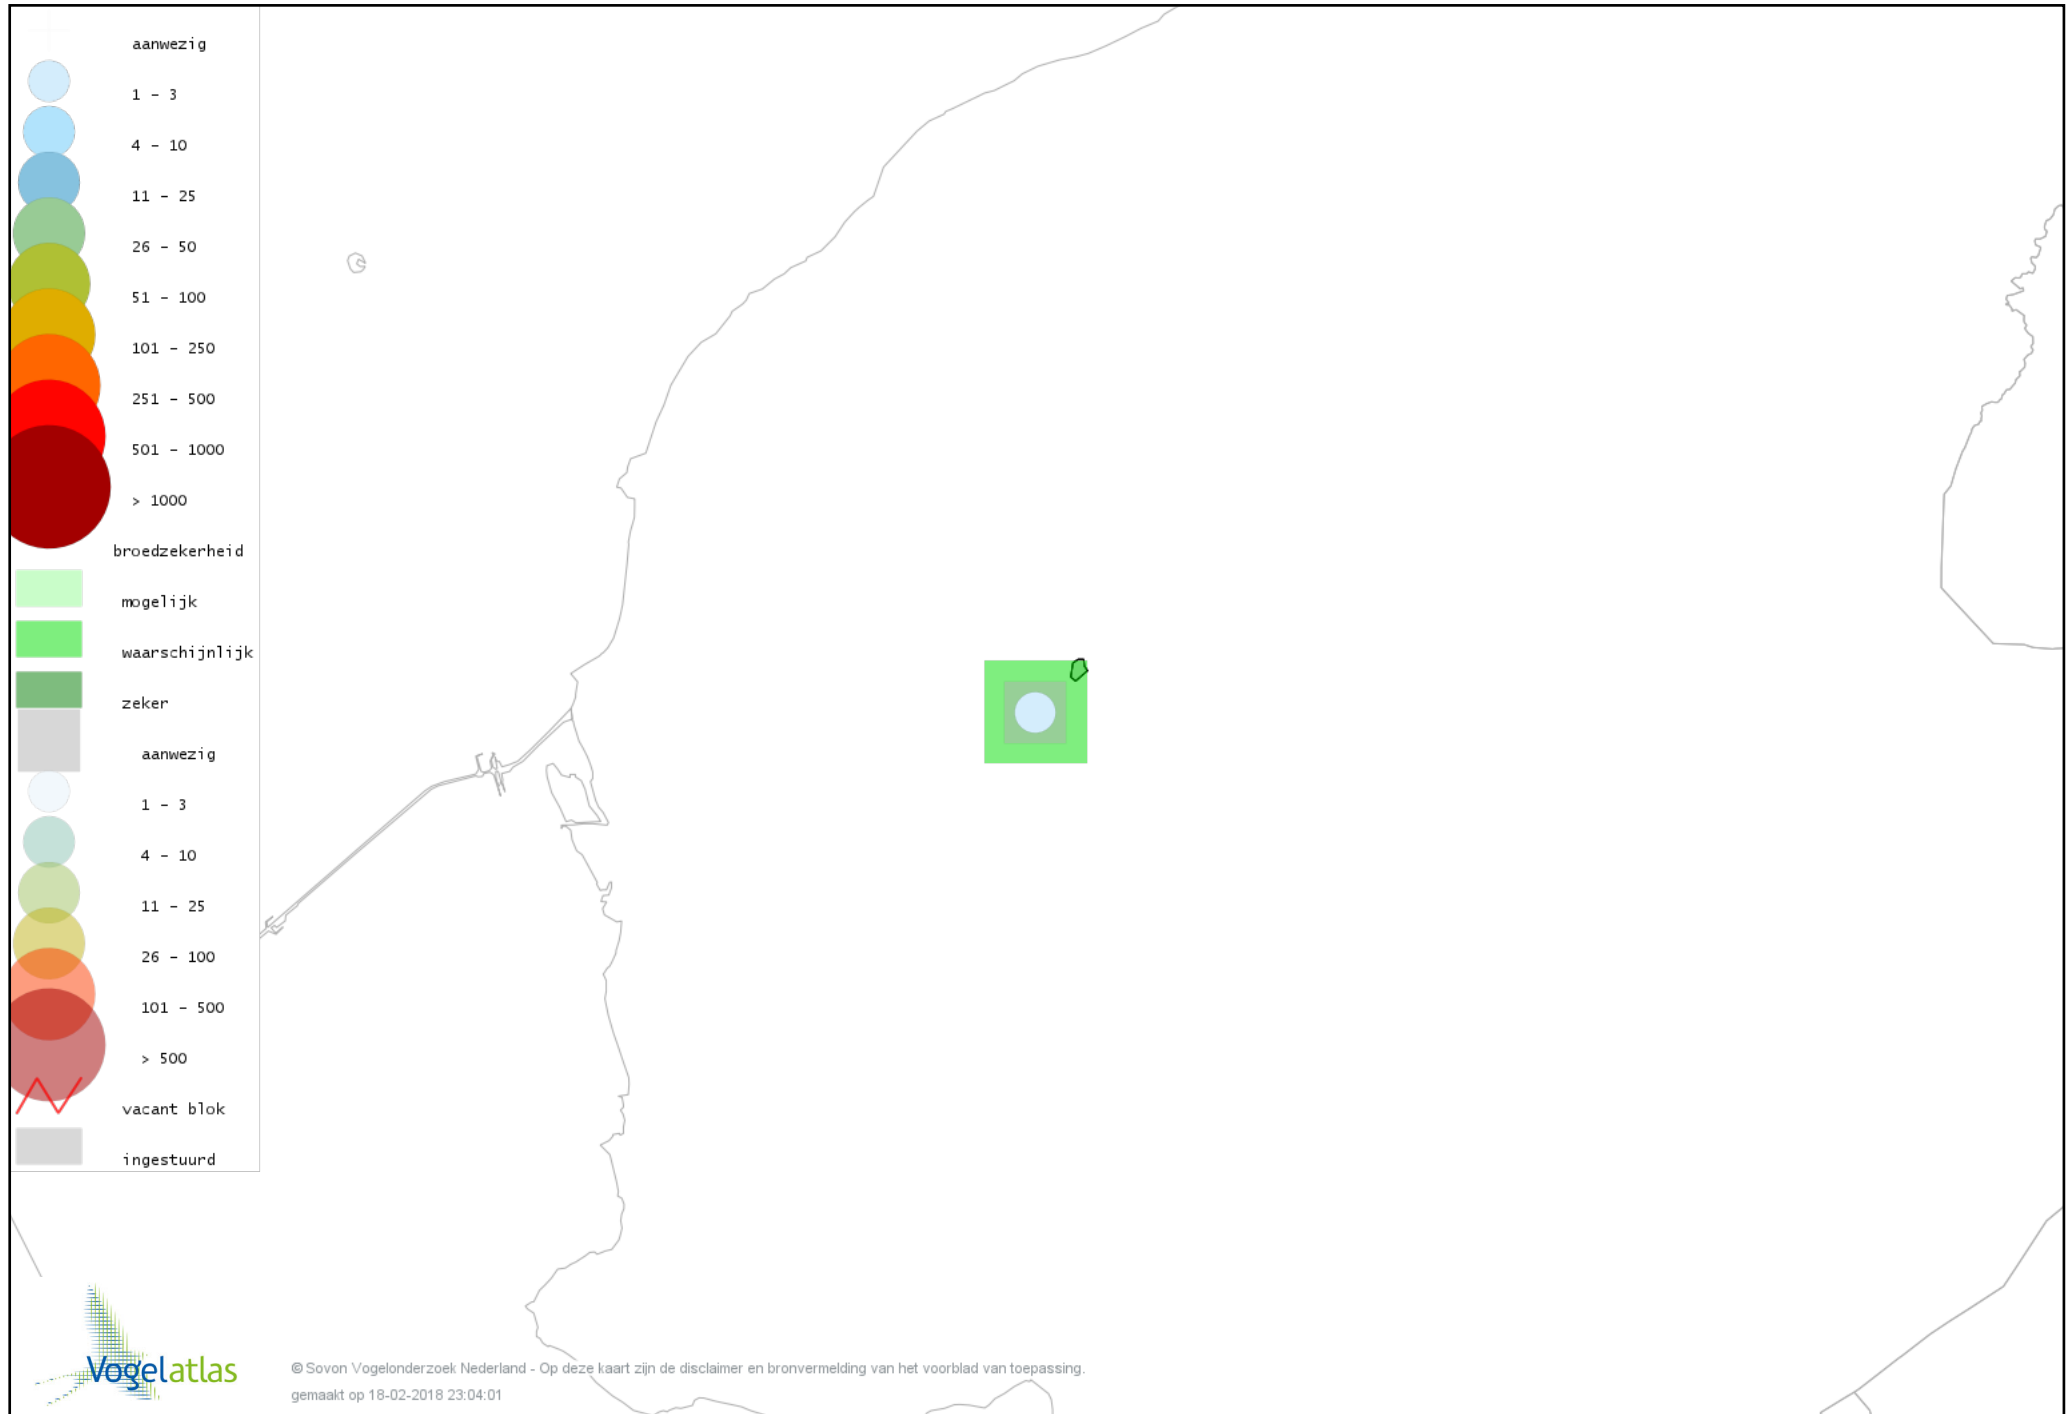 aanwezig
1 - 3
4 - 10
11 - 25
26 - 50
51 - 100
101 - 250
251 - 500
501 - 1000
> 1000
broedzekerheid
mogelijk
waarschijnlijk
zeker
aanwezig
1 - 3
4 - 10
11 - 25
26 - 100
101 - 500
> 500
vacant blok
ingestuurd
Vogelatlas
© Sovon Vogelonderzoek Nederland - Op deze kaart zijn de disclaimer en bronvermelding van het voorblad van toepassing.
gemaakt op 18-02-2018 23:04:01